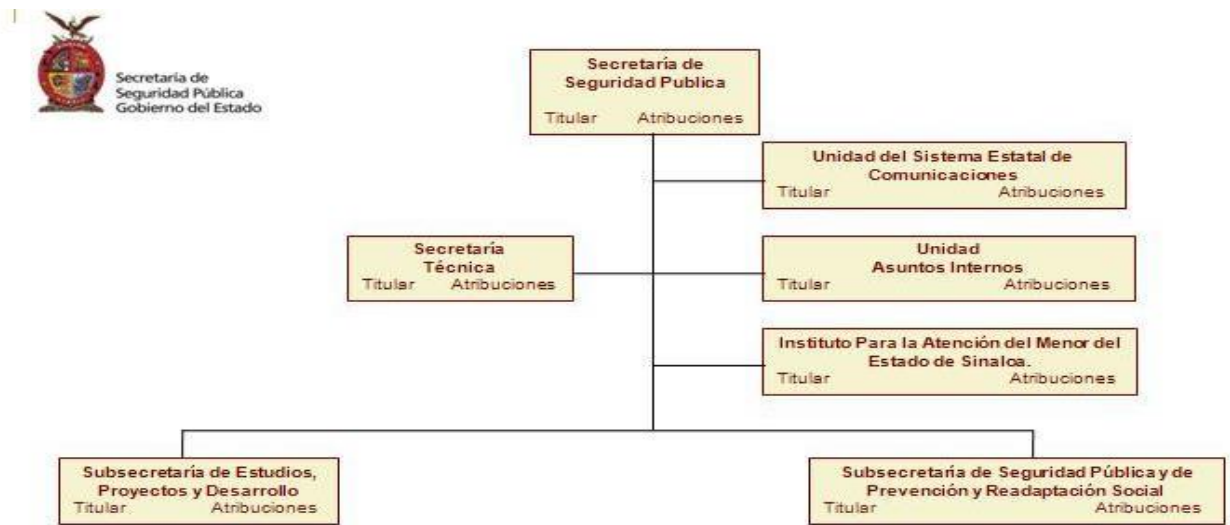 Secretaría de
Seguridad Pública
Gobierno del Estado
Secretaría de
Seguridad Publica
Titular Atribuciones
Unidad del Sistema Estatal de
Comunicaciones
Titular Atribuciones
Secretaría
Técnica
Titular Atribuciones
Unidad
Asuntos Internos
Titular Atribuciones
Instituto Para la Atención del Menor del
Estado de Sinaloa.
Titular Atribuciones
Subsecretaría de Estudios,
Proyectos y Desarrollo
Titular Atribuciones
Subsecretaría de Seguridad Pública y de
Prevención y Readaptación Social
Titular Atribuciones